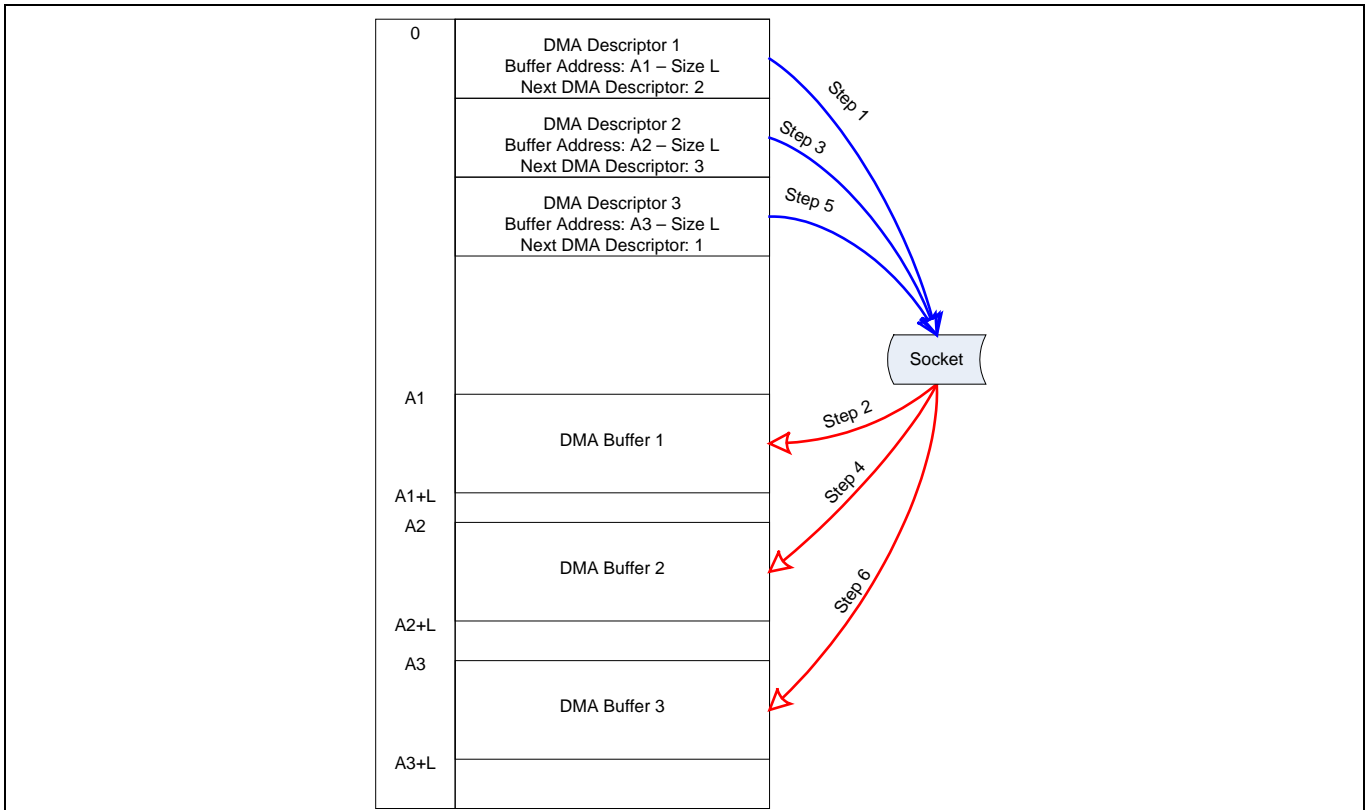 0
DMA Descriptor 1
Buffer Address: A1 – Size L
Next DMA Descriptor: 2
DMA Descriptor 2
Buffer Address: A2 – Size L
Next DMA Descriptor: 3
DMA Descriptor 3
Buffer Address: A3 – Size L
Next DMA Descriptor: 1
Step 1
Step 3
Step 5
Socket
A1
DMA Buffer 1
A1+L
A2
DMA Buffer 2
A2+L
A3
DMA Buffer 3
A3+L
Step 2
Step 4
Step 6